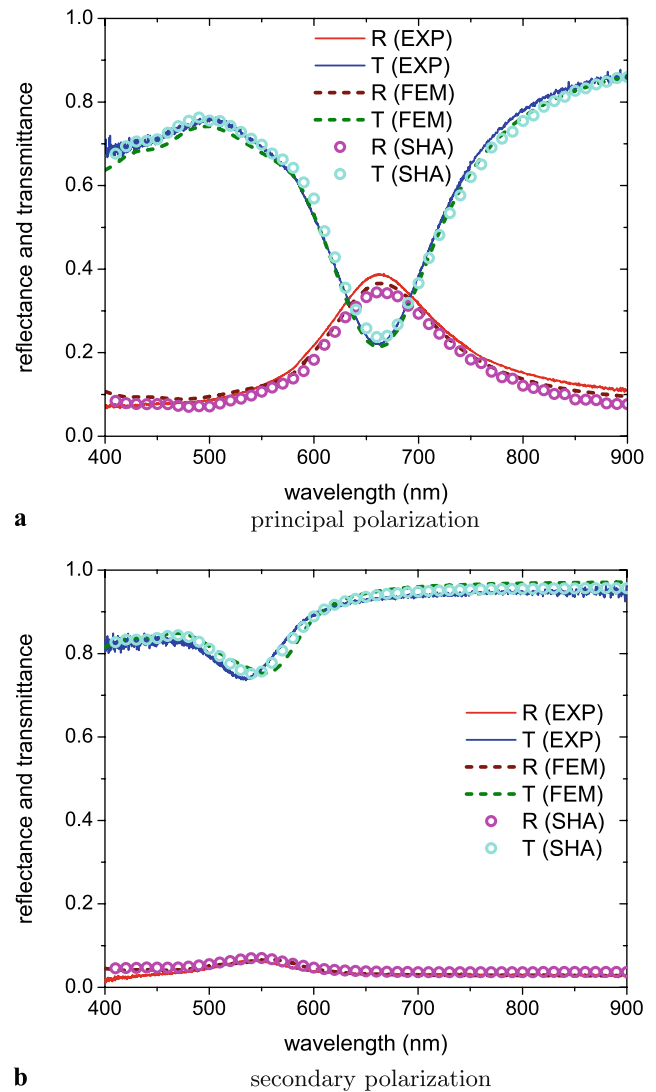 1.0
0.8
0.6
0.4
0.2
0.0
reflectance and transmittance
R (EXP)
T (EXP)
R (FEM)
T (FEM)
R (SHA)
T (SHA)
400 500 600 700 800 900
wavelength (nm)
a principal polarization
1.0
0.8
0.6
0.4
0.2
0.0
reflectance and transmittance
R (EXP)
T (EXP)
R (FEM)
T (FEM)
R (SHA)
T (SHA)
400 500 600 700 800 900
wavelength (nm)
b secondary polarization